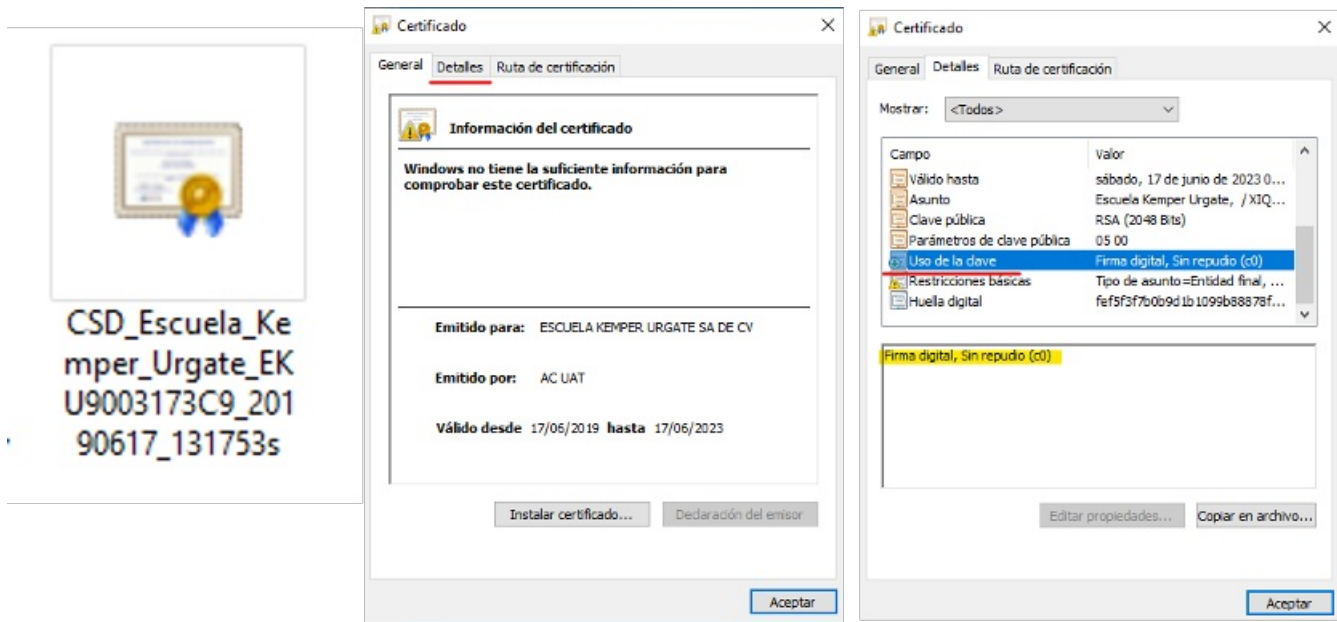 CSD_Escuela_Ke
mper_Urgate_EK
U9003173C9_201
90617_131753s
Certificado
General Detalles Ruta de certificación
Información del certificado
Windows no tiene la suficiente información para
comprobar este certificado.
Emitido para: ESCUELA KEMPER URGATE SA DE CV
Emitido por: AC UAT
Válido desde 17/06/2019 hasta 17/06/2023
Instalar certificado... Declaración del emisor
Aceptar
Certificado
General Detalles Ruta de certificación
Mostrar: <Todos>
Campo Valor
Válido hasta sábado, 17 de junio de 2023 0...
Asunto Escuela Kemper Urgate, / XIQ...
Clave pública RSA (2048 Bits)
Parámetros de clave pública 05 00
Uso de la clave Firma digital, Sin repudio (c0)
Restricciones básicas Tipo de asunto=Entidad final, ...
Huella digital fef5f3f7b0b9d1b1099b88878f...
Firma digital, Sin repudio (c0)
Editar propiedades... Copiar en archivo...
Aceptar